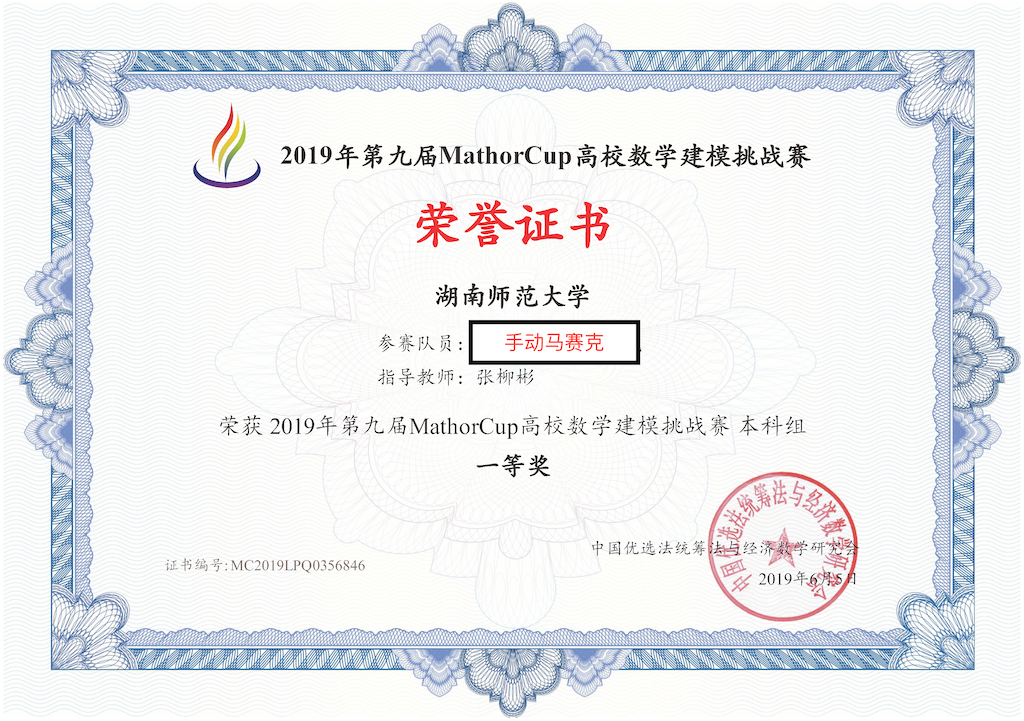 2019年第九届MathorCup高校数学建模挑战赛
荣誉证书
湖南师范大学
参赛队员：手动马赛克
指导教师：张柳彬
荣获 2019年第九届MathorCup高校数学建模挑战赛 本科组
一等奖
中国优选法统筹法与经济数学研究会
证书编号:MC2019LPQ0356846
2019年6月5日
中国优选法统筹法与经济数学研究会